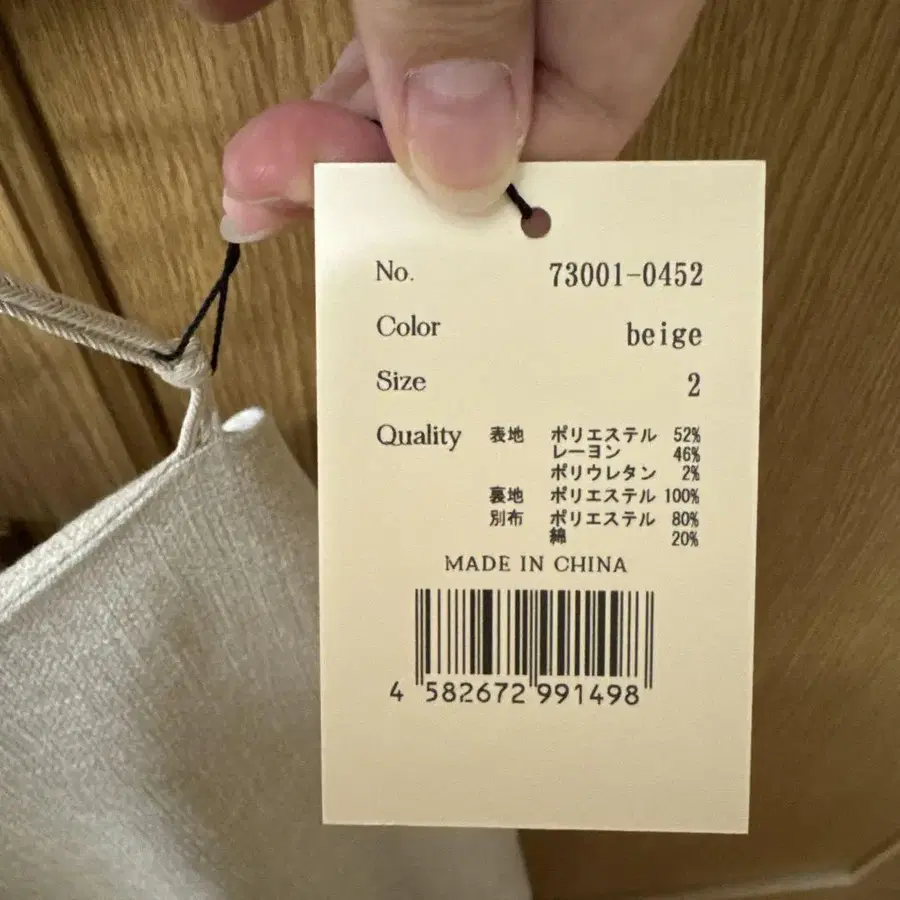 No. 73001-0452
Color beige
Size 2
Quality 表地 ポリエステル 52%
レーヨン 46%
ポリウレタン 2%
裏地 ポリエステル 100%
別布 ポリエステル 80%
綿 20%
MADE IN CHINA
4 582672 991498